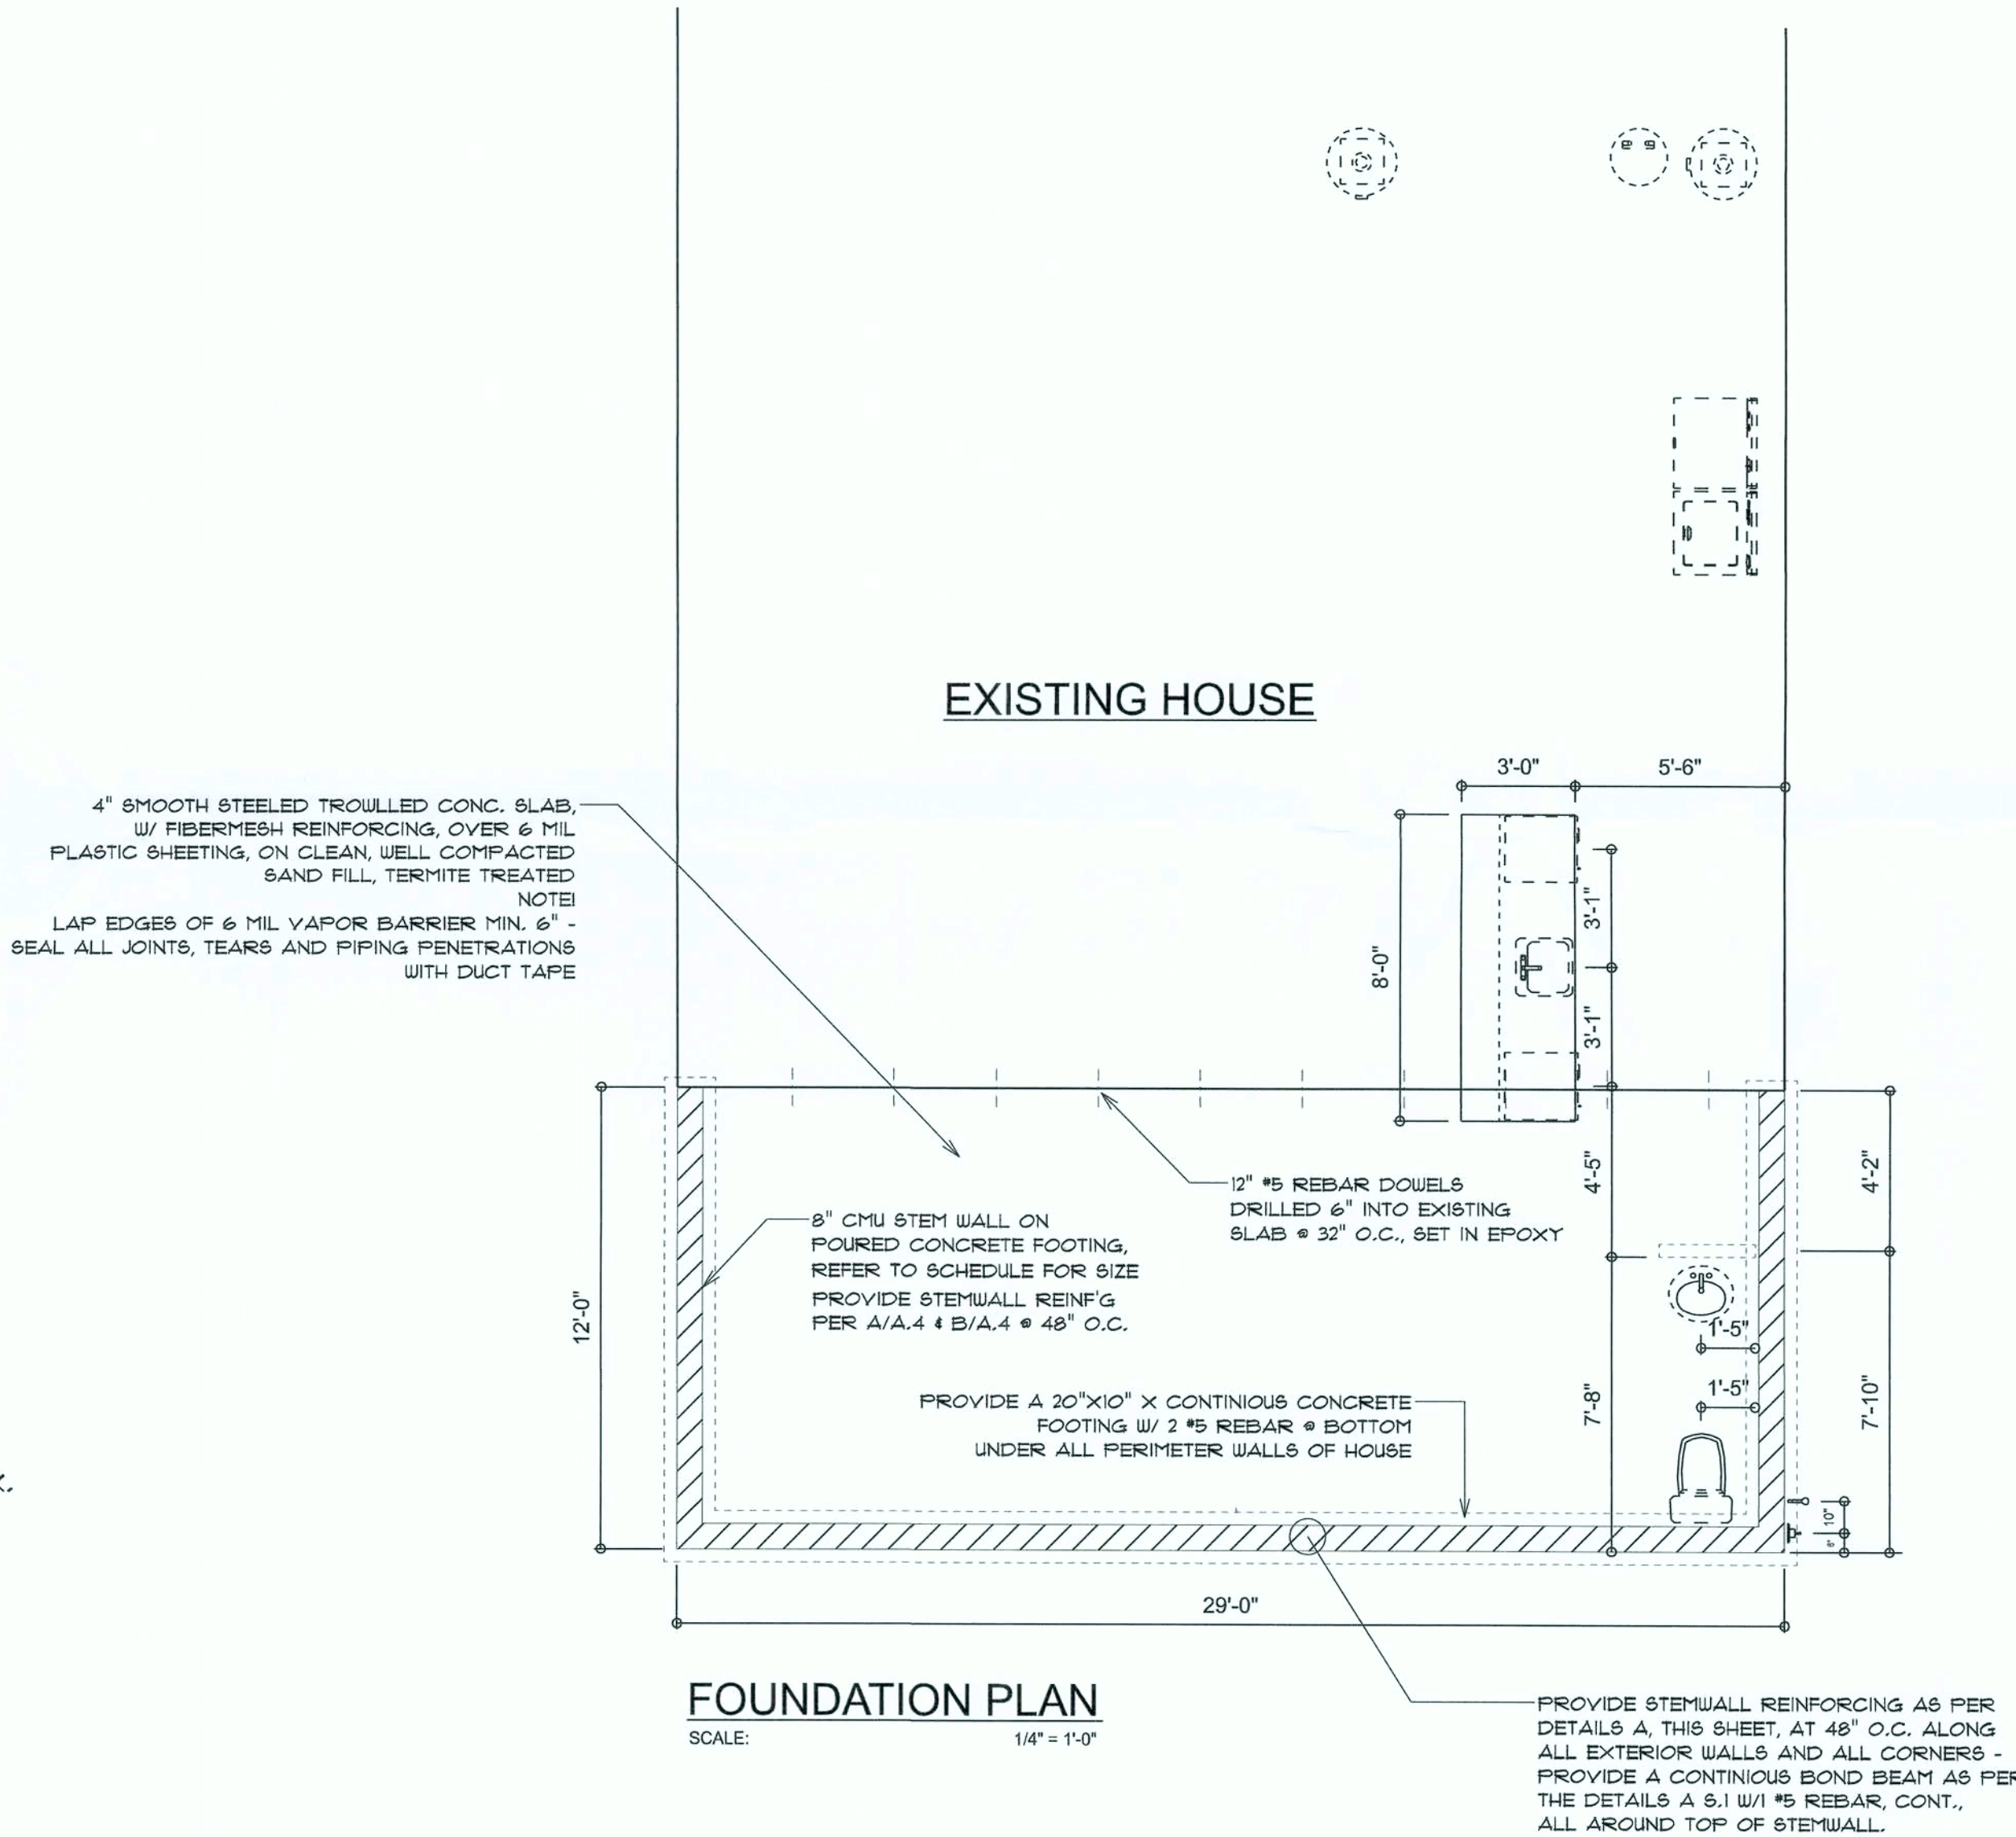 EXISTING HOUSE
3'-0"
5'-6"
4" SMOOTH STEELED TROWLLED CONC. SLAB,
W/ FIBERMESH REINFORCING, OVER 6 MIL
PLASTIC SHEETING, ON CLEAN, WELL COMPACTED
SAND FILL, TERMITE TREATED
NOTE!
LAP EDGES OF 6 MIL VAPOR BARRIER MIN. 6" -
SEAL ALL JOINTS, TEARS AND PIPING PENETRATIONS
WITH DUCT TAPE
8'-0"
3'-1"
3'-1"
4'-5"
4'-2"
12" #5 REBAR DOWELS
DRILLED 6" INTO EXISTING
SLAB @ 32" O.C., SET IN EPOXY
8" CMU STEM WALL ON
POURED CONCRETE FOOTING,
REFER TO SCHEDULE FOR SIZE
PROVIDE STEMWALL REINF'G
PER A/A.4 & B/A.4 @ 48" O.C.
12'-0"
1'-5"
1'-5"
PROVIDE A 20"X10" X CONTINIOUS CONCRETE
FOOTING W/ 2 #5 REBAR @ BOTTOM
UNDER ALL PERIMETER WALLS OF HOUSE
7'-8"
7'-10"
10"
6"
29'-0"
FOUNDATION PLAN
SCALE: 1/4" = 1'-0"
PROVIDE STEMWALL REINFORCING AS PER
DETAILS A, THIS SHEET, AT 48" O.C. ALONG
ALL EXTERIOR WALLS AND ALL CORNERS -
PROVIDE A CONTINIOUS BOND BEAM AS PER
THE DETAILS A S.1 W/1 #5 REBAR, CONT.,
ALL AROUND TOP OF STEMWALL.